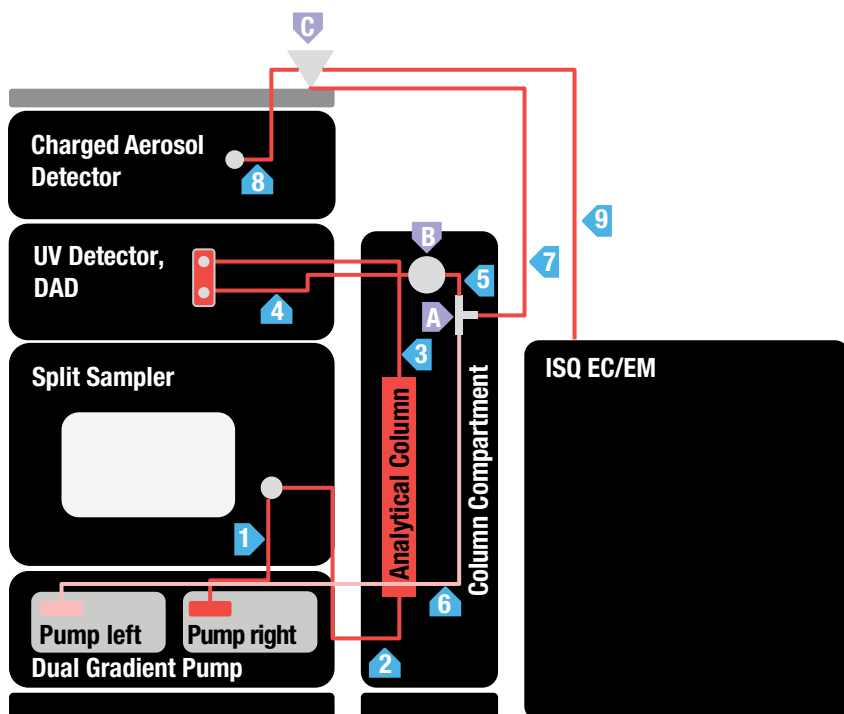 C
Charged Aerosol
Detector
8
9
UV Detector,
DAD
B
7
4
5
A
3
Split Sampler
ISQ EC/EM
Analytical Column
Column Compartment
1
6
Pump left
Pump right
2
Dual Gradient Pump